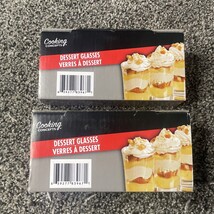 Cooking
CONCEPTS
DESSERT GLASSES
VERRES À DESSERT
Cooking
CONCEPTS
DESSERT GLASSES
VERRES À DESSERT